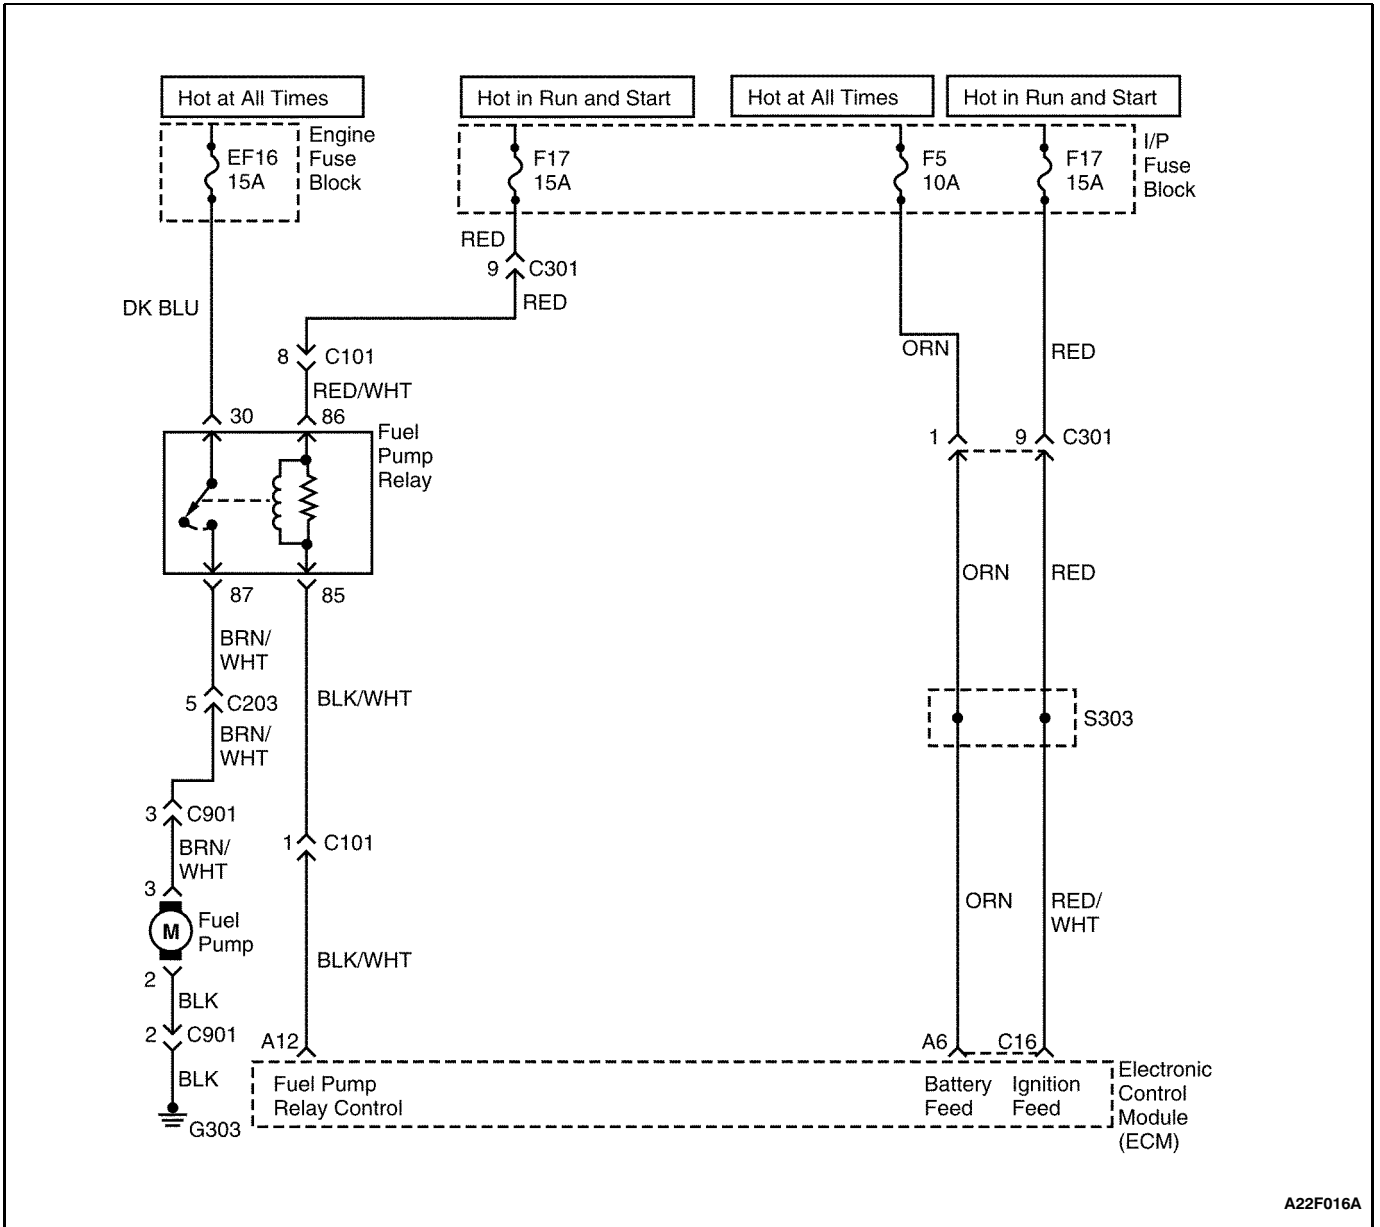 Hot at All Times
Hot in Run and Start
Hot at All Times
Hot in Run and Start
Engine
Fuse
Block
EF16
15A
F17
15A
F5
10A
F17
15A
I/P
Fuse
Block
RED
9 C301
RED
DK BLU
8 C101
RED/WHT
ORN
RED
30
86
Fuel
Pump
Relay
1
9 C301
ORN
RED
87
85
BRN/
WHT
5 C203
BRN/
WHT
BLK/WHT
S303
3 C901
BRN/
WHT
1 C101
3
M
Fuel
Pump
2
BLK
ORN
RED/
WHT
BLK/WHT
2 C901
BLK
G303
A12
A6
C16
Fuel Pump
Relay Control
Battery
Feed
Ignition
Feed
Electronic
Control
Module
(ECM)
A22F016A